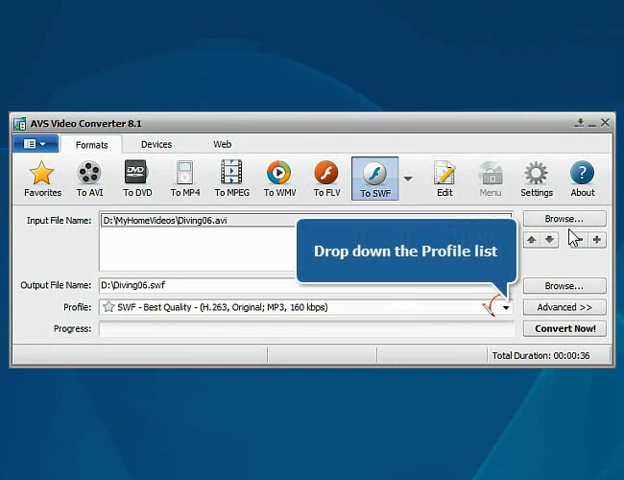 AVS Video Converter 8.1
Formats Devices Web
Favorites To AVI To DVD To MP4 To MPEG To WMV To FLV To SWF Edit Menu Settings About
Input File Name: D:\MyHomeVideos\Diving06.avi Browse...
Drop down the Profile list
Output File Name: D:\Diving06.swf Browse...
Profile: SWF - Best Quality - (H.263, Original; MP3, 160 kbps) Advanced >>
Progress: Convert Now!
Total Duration: 00:00:36